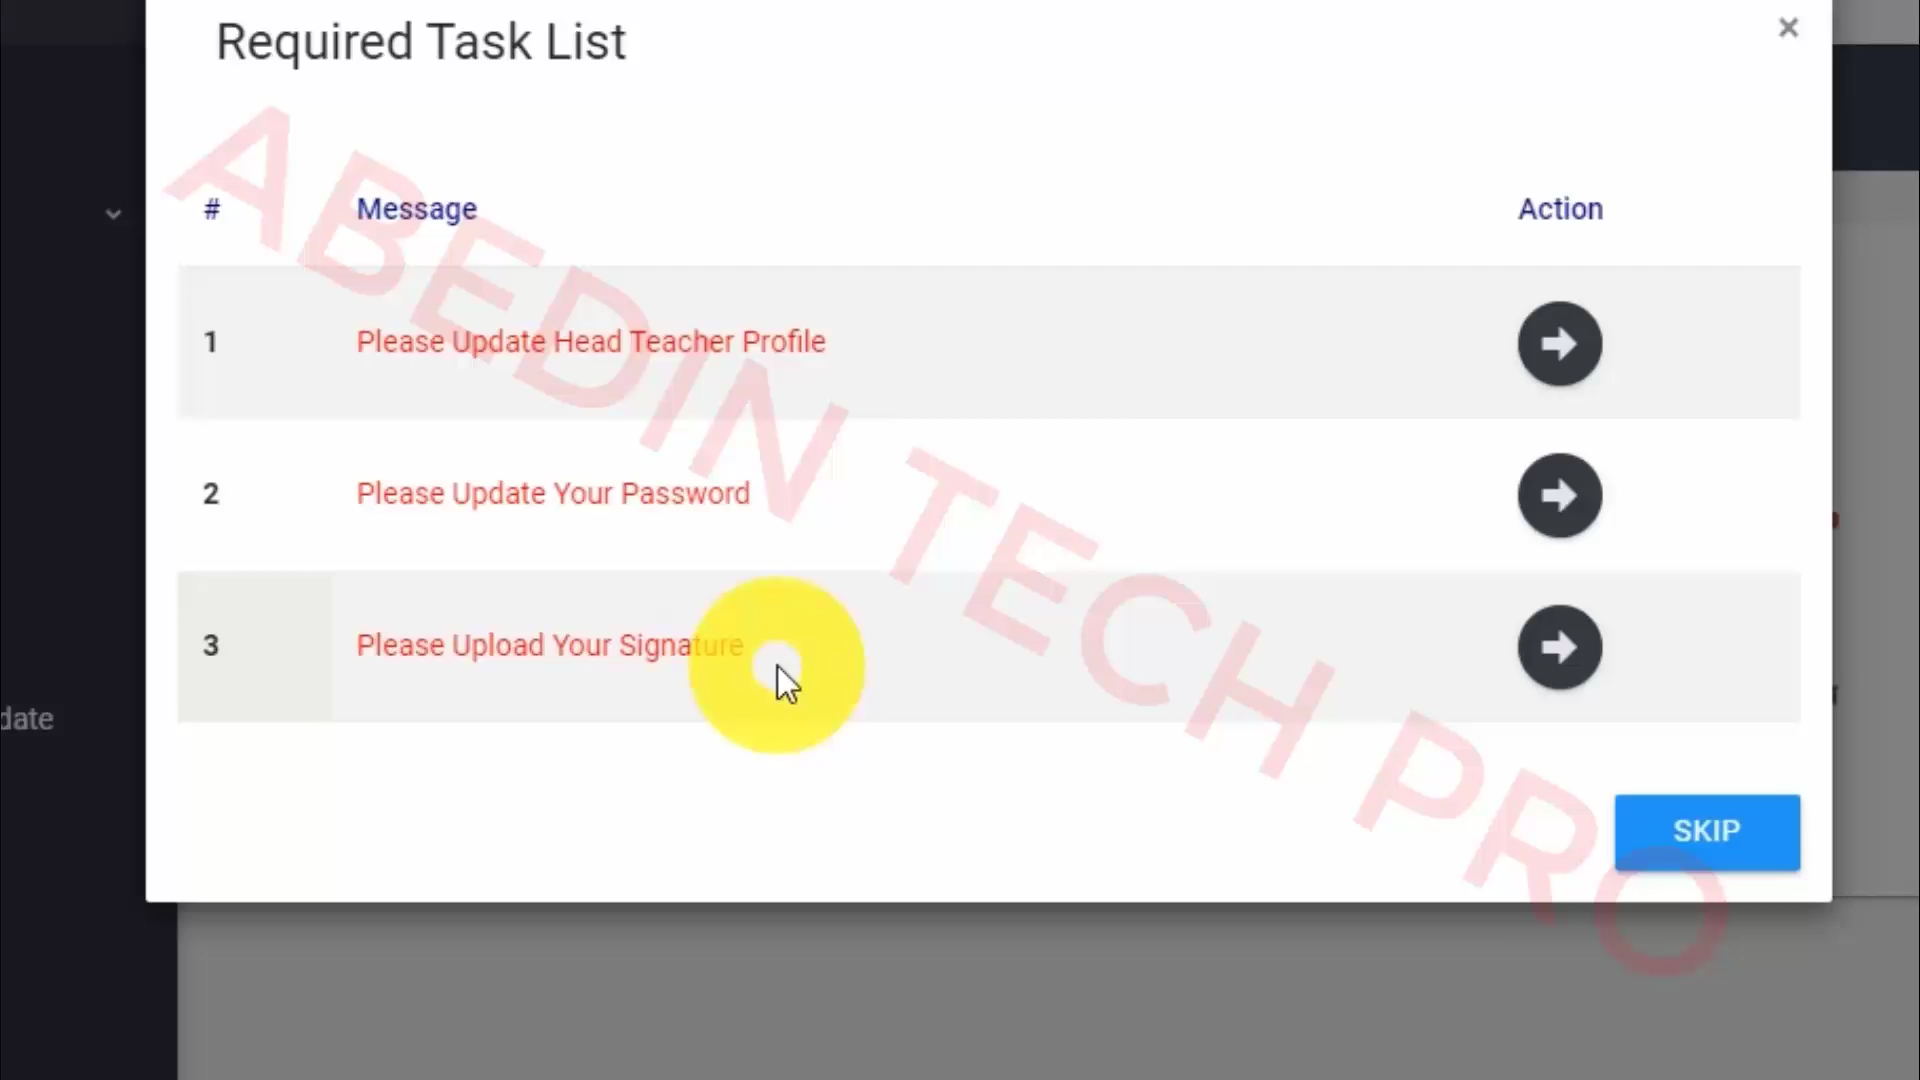 Required Task List
×
# Message Action
1 Please Update Head Teacher Profile
2 Please Update Your Password
3 Please Upload Your Signature
date
SKIP
ABEDIN TECH PRO